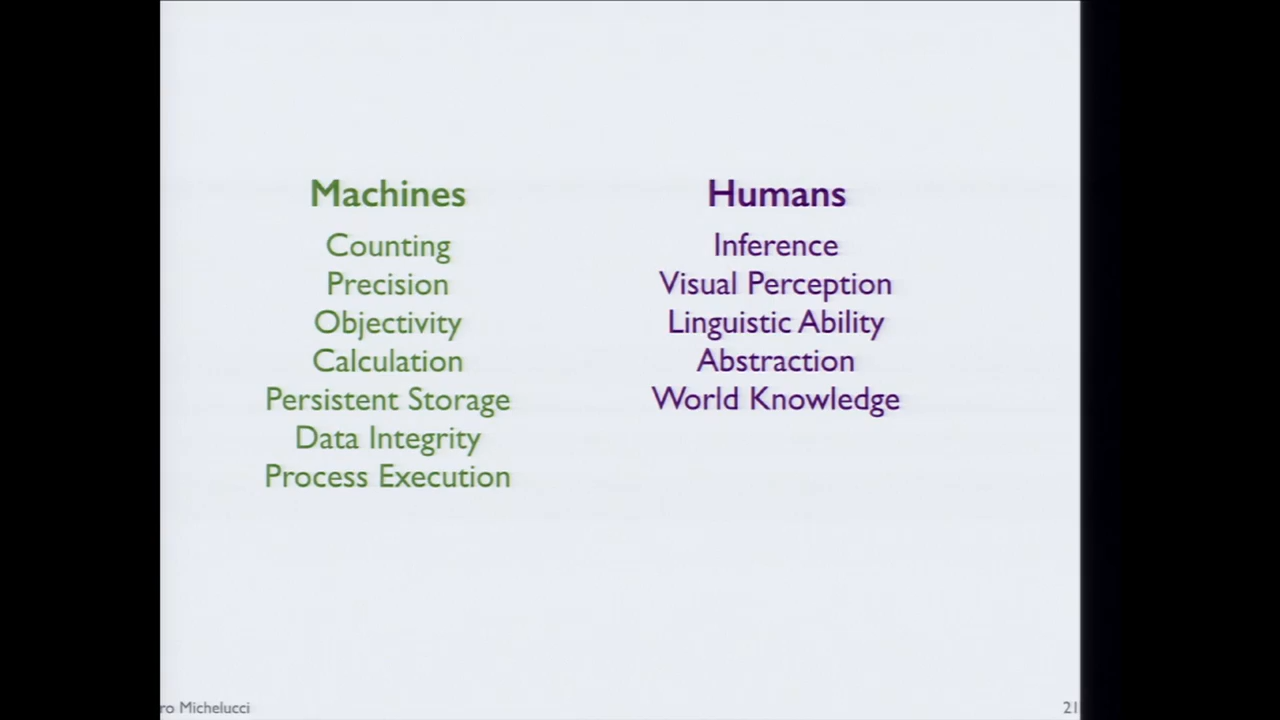 Machines
Counting
Precision
Objectivity
Calculation
Persistent Storage
Data Integrity
Process Execution
Humans
Inference
Visual Perception
Linguistic Ability
Abstraction
World Knowledge
ro Michelucci
21